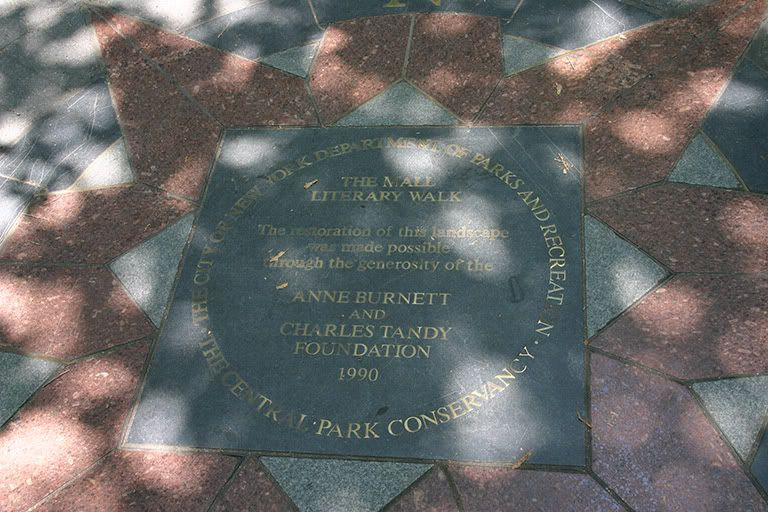 N
THE CITY OF NEW YORK DEPARTMENT OF PARKS AND RECREAT N
THE MALL
LITERARY WALK
The restoration of this landscape
was made possible
through the generosity of the
ANNE BURNETT
AND
CHARLES TANDY
FOUNDATION
1990
· THE CENTRAL PARK CONSERVANCY ·